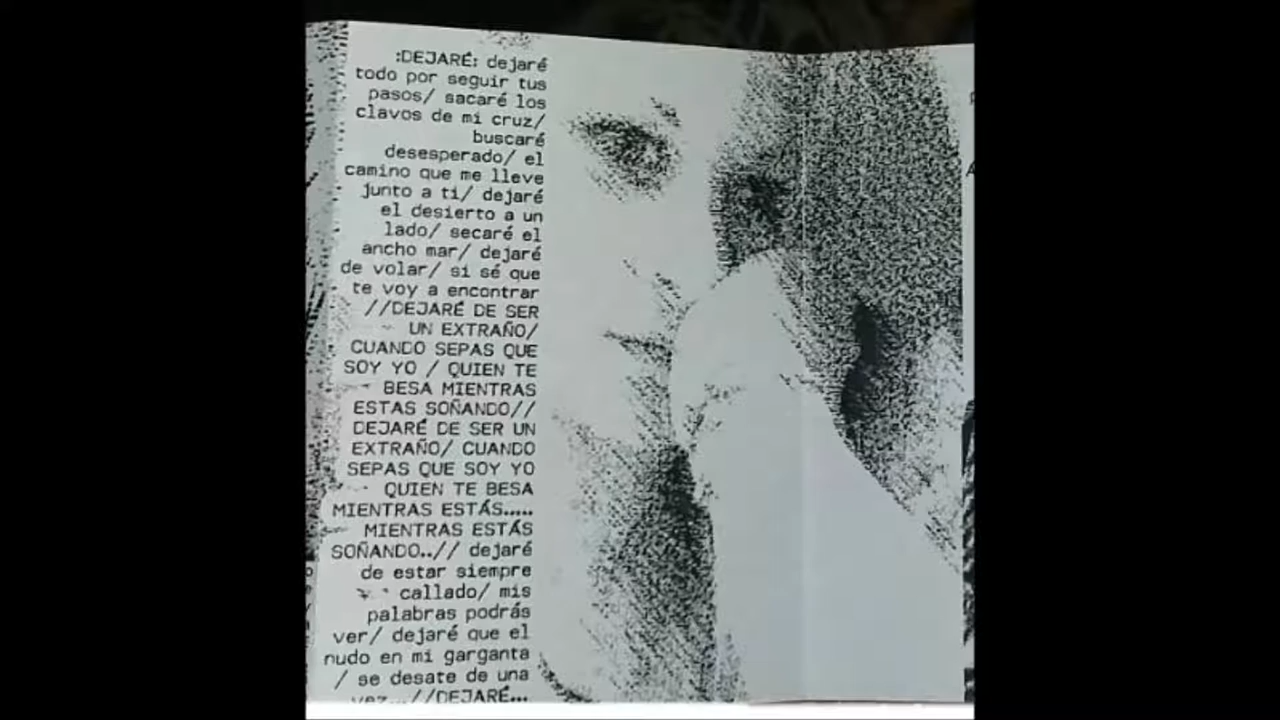 :DEJARÉ: dejaré
todo por seguir tus
pasos/ sacaré los
clavos de mi cruz/
buscaré
desesperado/ el
camino que me lleve
junto a ti/ dejaré
el desierto a un
lado/ secaré el
ancho mar/ dejaré
de volar/ si sé que
te voy a encontrar
//DEJARÉ DE SER
UN EXTRAÑO/
CUANDO SEPAS QUE
SOY YO / QUIEN TE
BESA MIENTRAS
ESTAS SOÑANDO//
DEJARÉ DE SER UN
EXTRAÑO/ CUANDO
SEPAS QUE SOY YO
QUIEN TE BESA
MIENTRAS ESTÁS.....
MIENTRAS ESTÁS
SOÑANDO..// dejaré
de estar siempre
callado/ mis
palabras podrás
ver/ dejaré que el
nudo en mi garganta
/ se desate de una
vez...//DEJARÉ...